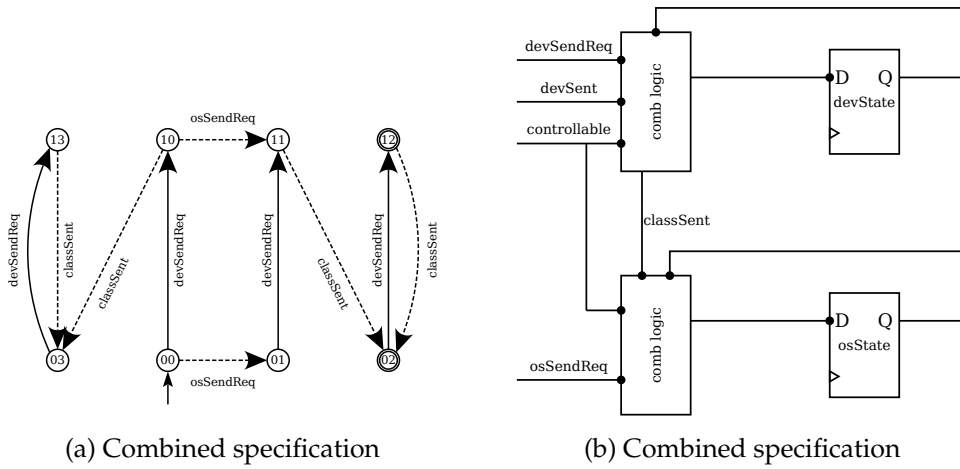 osSendReq
13
10
11
12
devSendReq
classSent
classSent
devSendReq
devSendReq
classSent
devSendReq
classSent
03
00
01
02
osSendReq
(a) Combined specification
devSendReq
devSent
controllable
comb logic
D Q
devState
classSent
comb logic
osSendReq
D Q
osState
(b) Combined specification